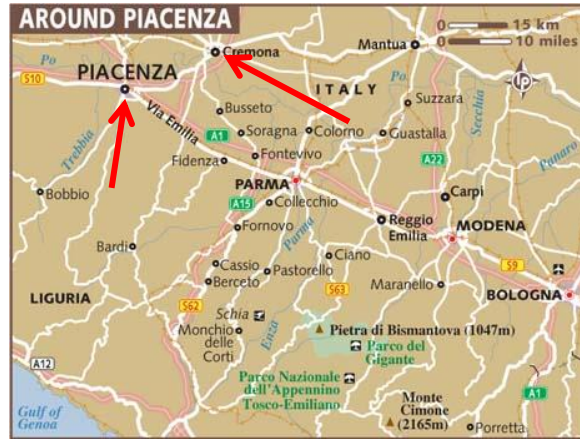 AROUND PIACENZA
15 km
10 miles
Po
Cremona
Mantua
S10
PIACENZA
ITALY
Po
Suzzara
lp
Via Emilia
Busseto
Secchia
A1
Soragna
Colorno
Guastalla
Trebbia
Fidenza
Fontevivo
A22
Panaro
PARMA
Bobbio
A15
Collecchio
Carpi
Fornovo
Parma
Reggio
Emilia
MODENA
Bardi
Ciano
Cassio
Pastorello
S9
Berceto
S63
Maranello
BOLOGNA
LIGURIA
S62
Schia
Enza
Monchio
delle
Corti
Pietra di Bismantova (1047m)
Parco del
Gigante
A12
Parco Nazionale
dell'Appennino
Tosco-Emiliano
Monte
Cimone
(2165m)
A1
Gulf of
Genoa
Porretta